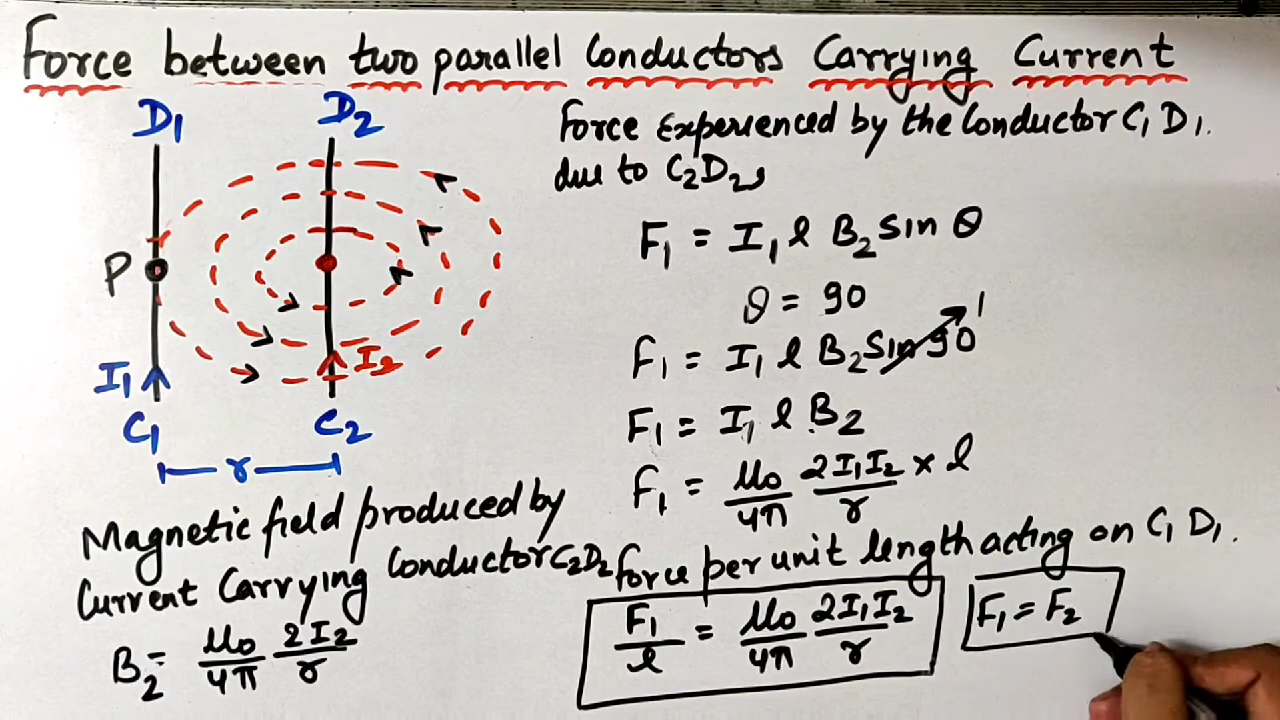 Force between two parallel Conductors Carrying Current
D₁ D₂
P
I₁ I₂
C₁ C₂
r
Magnetic field produced by
Current Carrying Conductor C₂D₂
B₂ = μ₀/4π 2I₂/r
Force Experienced by the Conductor C₁D₁.
due to C₂D₂,
F₁ = I₁ l B₂ sin θ
θ = 90
F₁ = I₁ l B₂ Sin 90 1
F₁ = I₁ l B₂
F₁ = μ₀/4π 2I₁I₂/r × l
force per unit length acting on C₁D₁.
F₁/l = μ₀/4π 2I₁I₂/r
F₁ = F₂